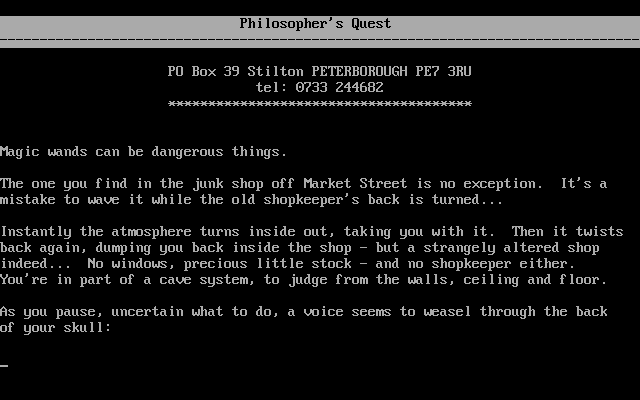 Philosopher's Quest
PO Box 39 Stilton PETERBOROUGH PE7 3RU
tel: 0733 244682
**************************************
Magic wands can be dangerous things.
The one you find in the junk shop off Market Street is no exception.  It's a
mistake to wave it while the old shopkeeper's back is turned...
Instantly the atmosphere turns inside out, taking you with it.  Then it twists
back again, dumping you back inside the shop - but a strangely altered shop
indeed...  No windows, precious little stock - and no shopkeeper either.
You're in part of a cave system, to judge from the walls, ceiling and floor.
As you pause, uncertain what to do, a voice seems to weasel through the back
of your skull: